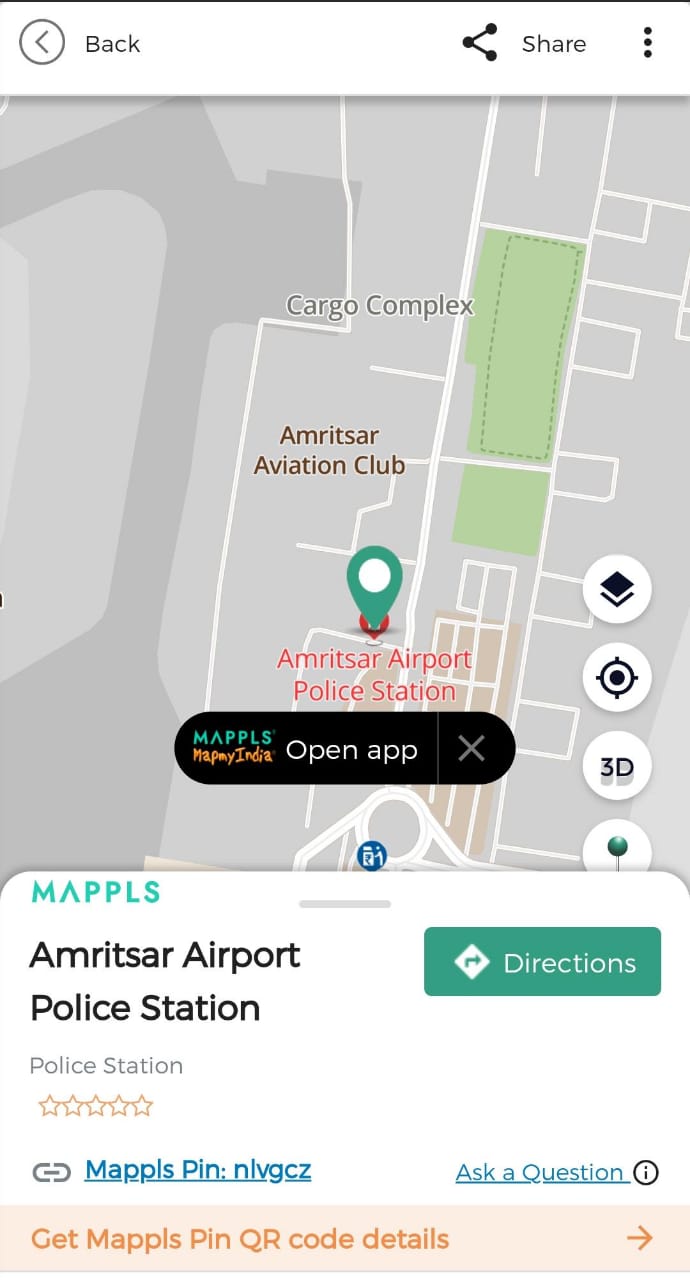 Back
Share
Cargo Complex
Amritsar
Aviation Club
Amritsar Airport
Police Station
MAPPLS
MapmyIndia
Open app
3D
MAPPLS
Amritsar Airport
Police Station
Directions
Police Station
Mappls Pin: nlvgcz
Ask a Question
Get Mappls Pin QR code details